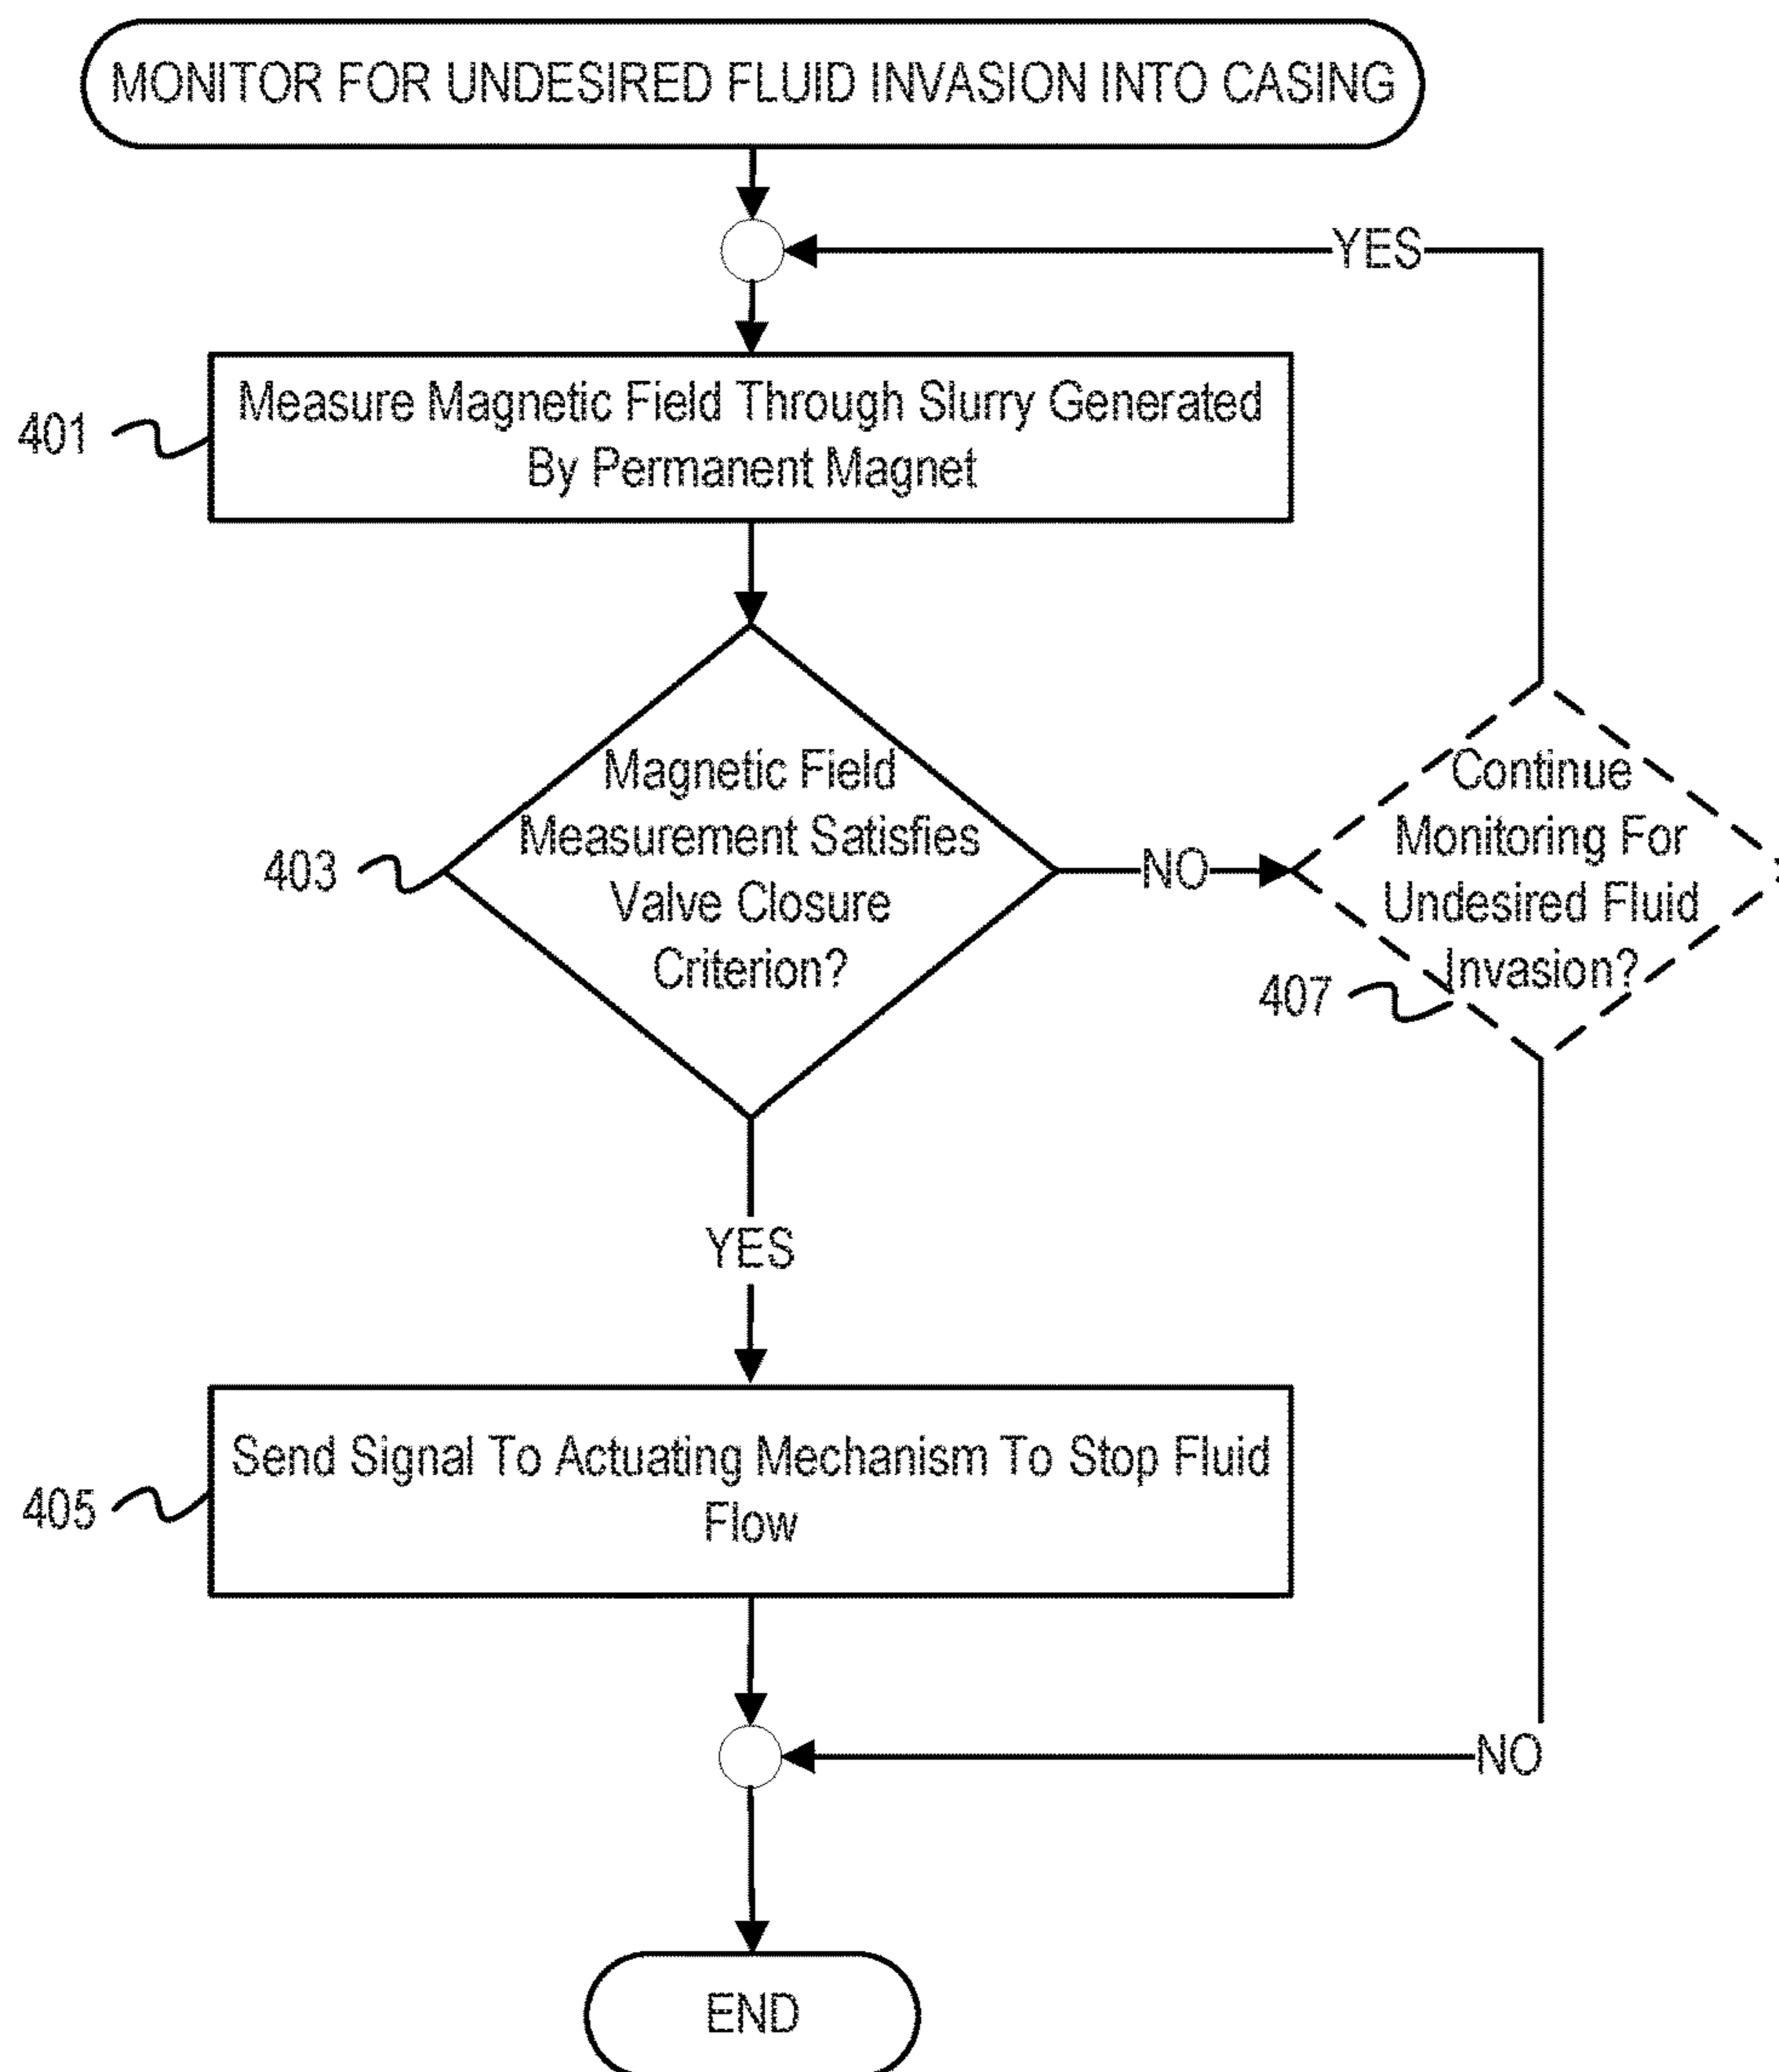 MONITOR FOR UNDESIRED FLUID INVASION INTO CASING
YES
401
Measure Magnetic Field Through Slurry Generated
By Permanent Magnet
403
Magnetic Field
Measurement Satisfies
Valve Closure
Criterion?
NO
Continue
Monitoring For
Undesired Fluid
Invasion?
407
YES
405
Send Signal To Actuating Mechanism To Stop Fluid
Flow
NO
END